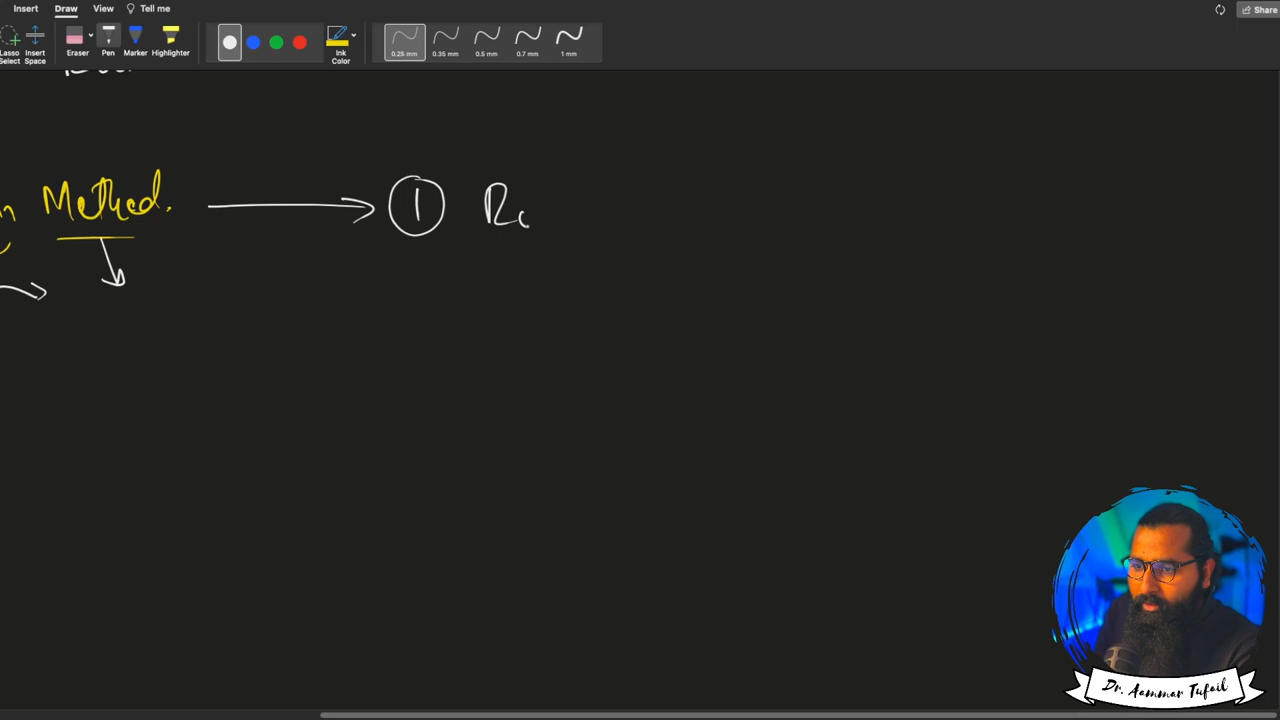 Insert Draw View Tell me Share
Lasso Select Insert Space Eraser Pen Marker Highlighter Ink Color 0.25 mm 0.35 mm 0.5 mm 0.7 mm 1 mm
Method. → ① R
Dr. Aammar Tufail